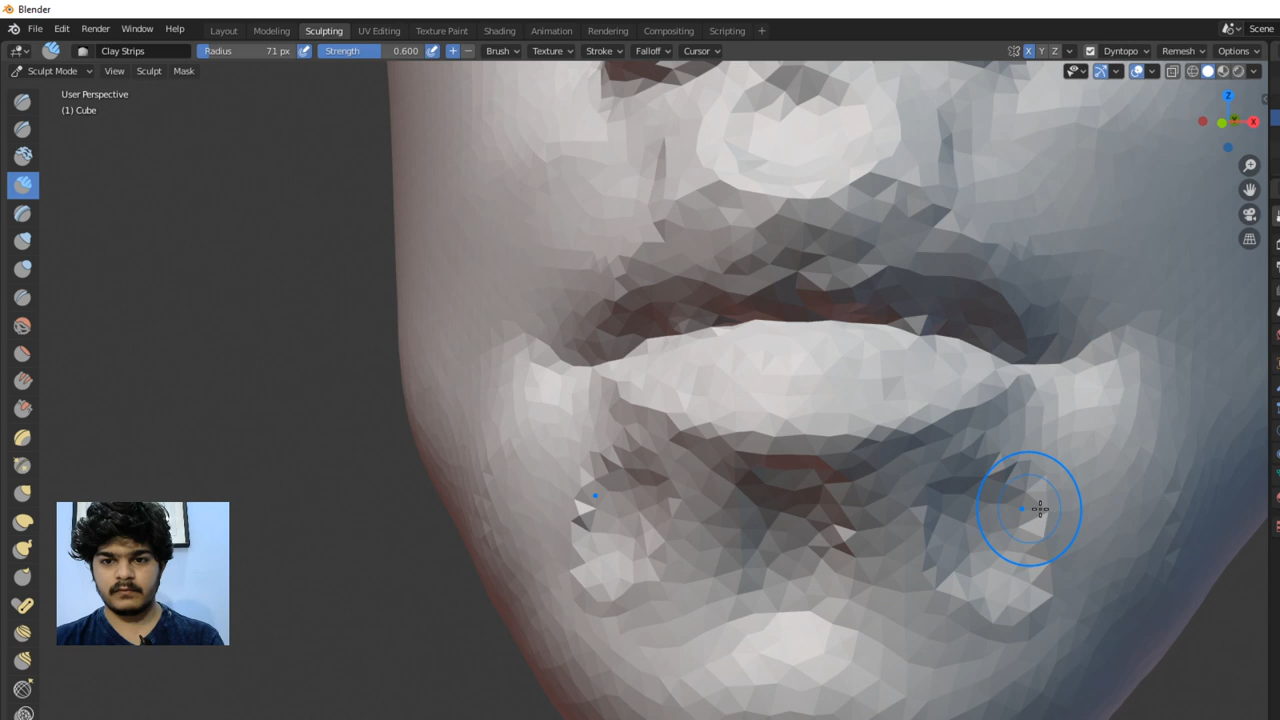 Blender
File Edit Render Window Help Layout Modeling Sculpting UV Editing Texture Paint Shading Animation Rendering Compositing Scripting + Scene
Clay Strips Radius 71 px Strength 0.600 Brush Texture Stroke Falloff Cursor X Y Z Dyntopo Remesh Options
Sculpt Mode View Sculpt Mask
User Perspective
(1) Cube
Z
Y
X